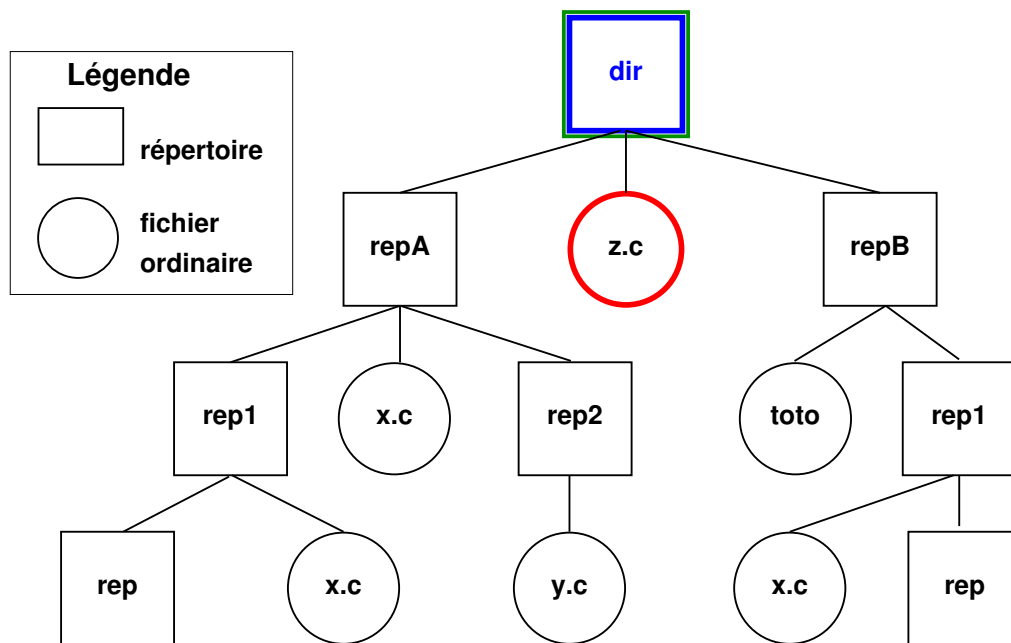 Légende
répertoire
fichier
ordinaire
dir
repA
z.c
repB
rep1
x.c
rep2
toto
rep1
rep
x.c
y.c
x.c
rep